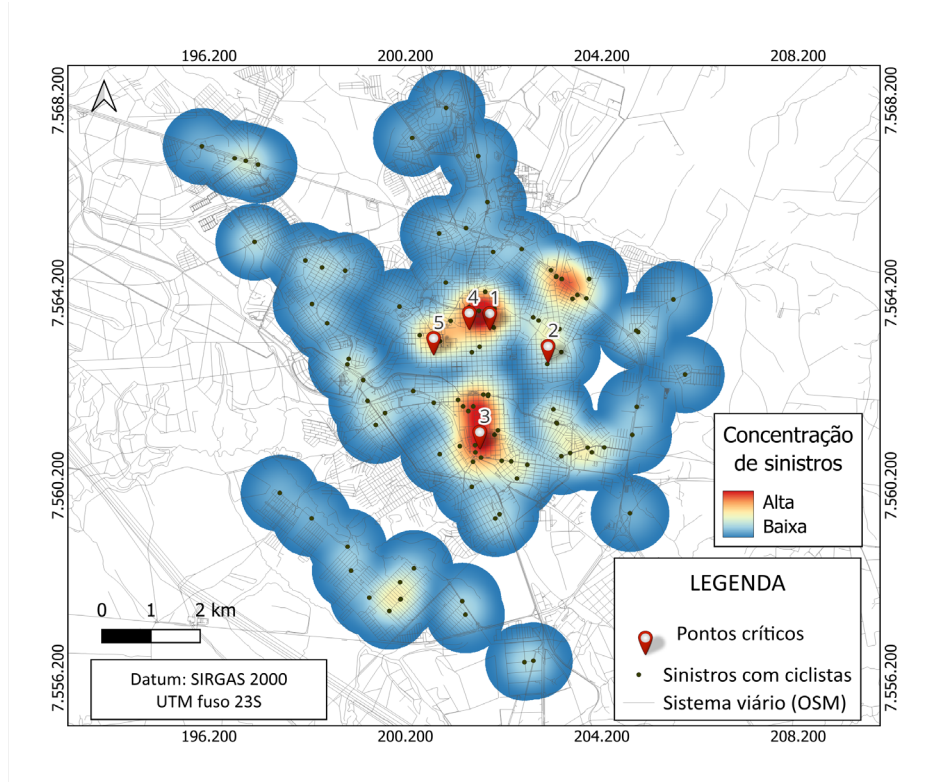 196.200 200.200 204.200 208.200
7.568.200 7.568.200
7.564.200 7.564.200
4 1
5 2
3
Concentração
de sinistros
Alta
Baixa
7.560.200 7.560.200
LEGENDA
Pontos críticos
Sinistros com ciclistas
Sistema viário (OSM)
0 1 2 km
Datum: SIRGAS 2000
UTM fuso 23S
7.556.200 7.556.200
196.200 200.200 204.200 208.200